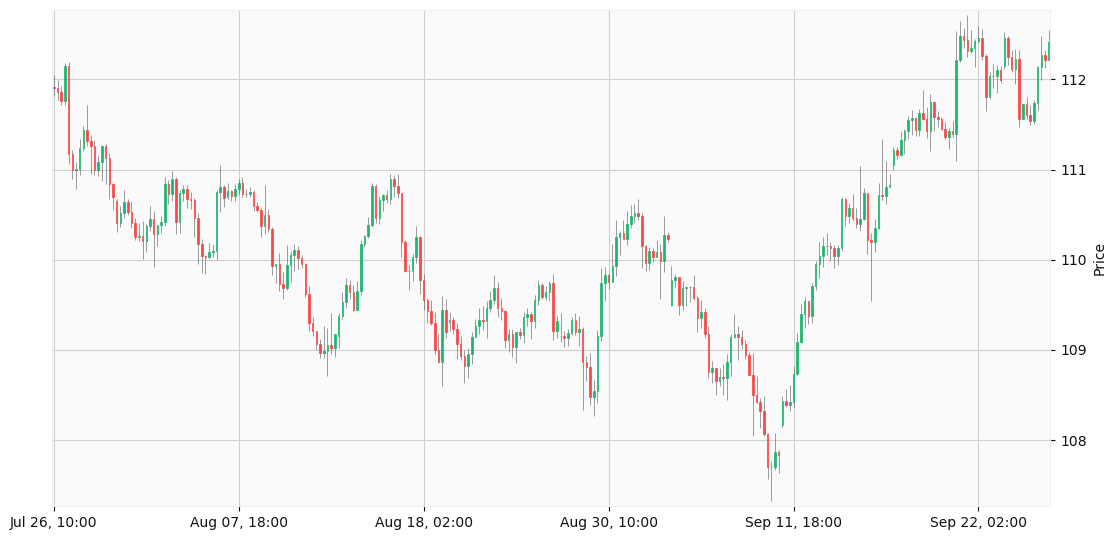 112
111
110
109
108
Price
Jul 26, 10:00
Aug 07, 18:00
Aug 18, 02:00
Aug 30, 10:00
Sep 11, 18:00
Sep 22, 02:00